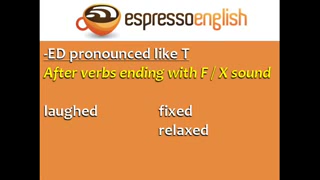 espressoenglish
-ED pronounced like T
After verbs ending with F / X sound
laughed fixed
relaxed